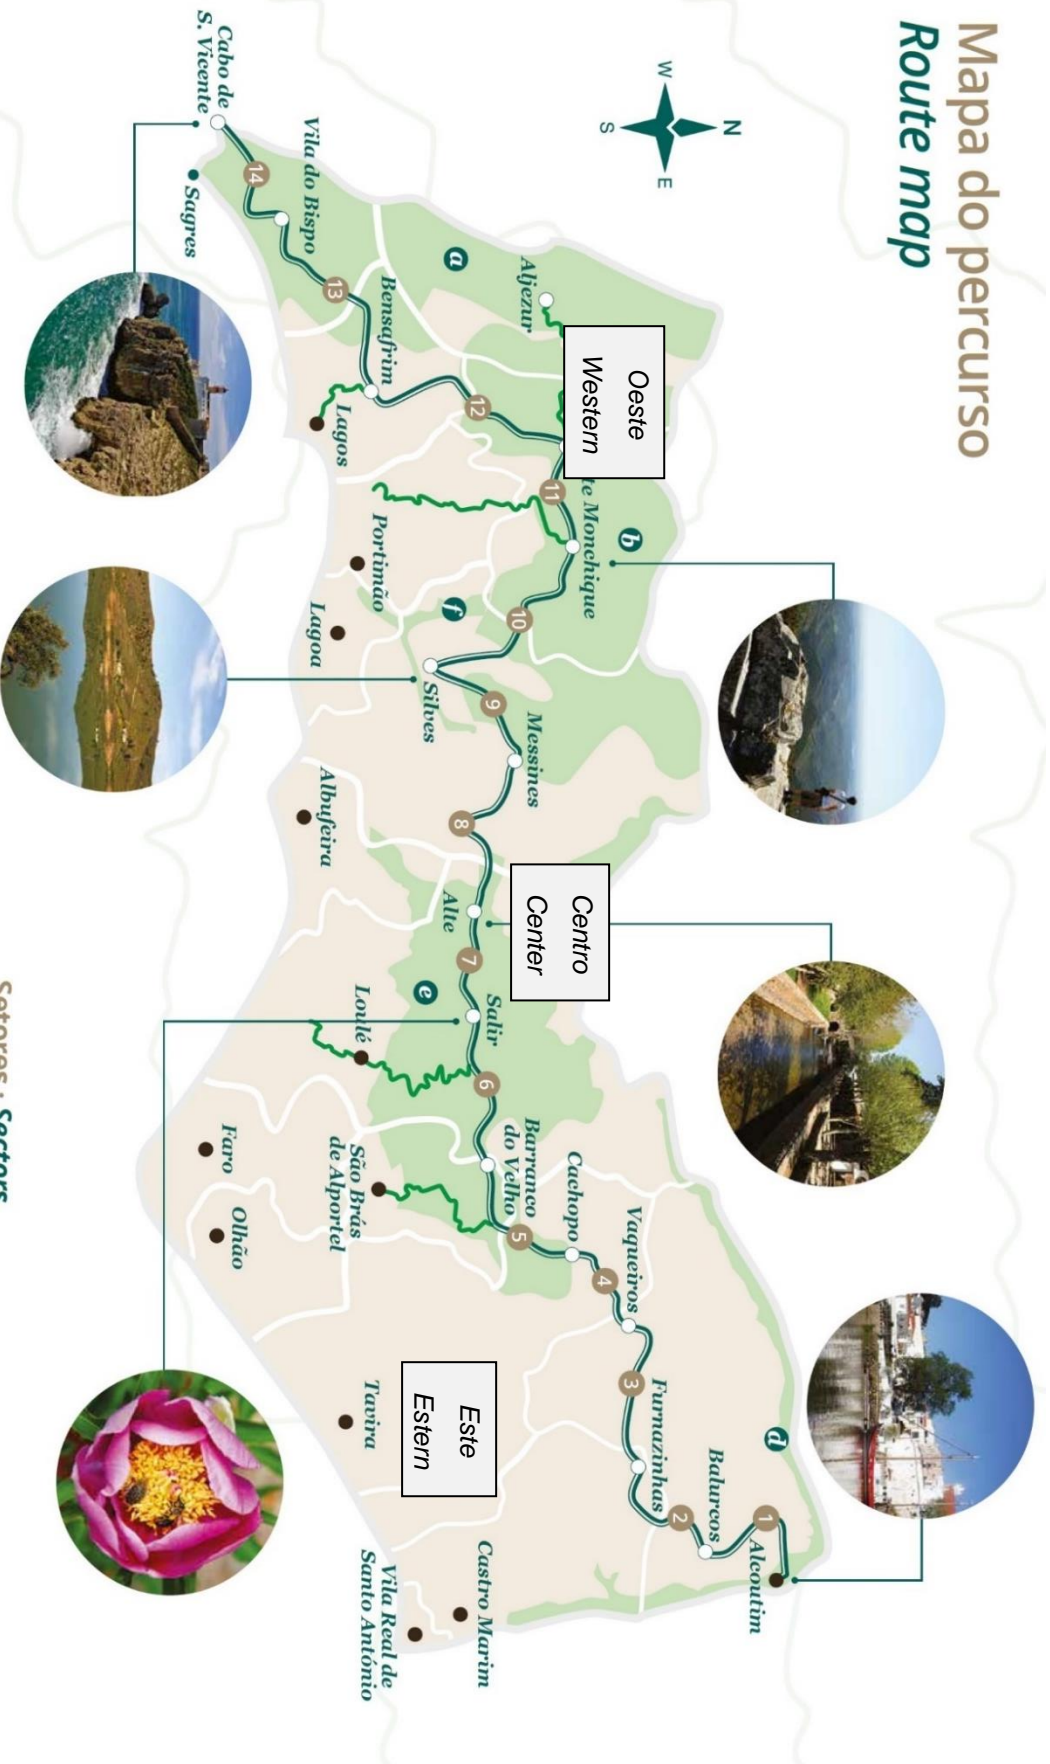 Mapa do percurso
Route map
N
W
E
S
Cabo de
S. Vicente
14
Sagres
Vila do Bispo
13
a
Aljezur
Bensafrim
Lagos
12
Oeste
Western
11
te Monchique
b
Portimão
10
f
Lagoa
Silves
9
Messines
Albufeira
8
Centro
Center
Alte
7
e
Salir
Loulé
6
Barranco
do Velho
São Brás
de Alportel
Faro
Olhão
5
Cachopo
4
Vaqueiros
3
Furnazinhas
Este
Estern
Tavira
d
2
Balurcos
1
Alcoutim
Castro Marim
Vila Real de
Santo António
Setores . Sectors